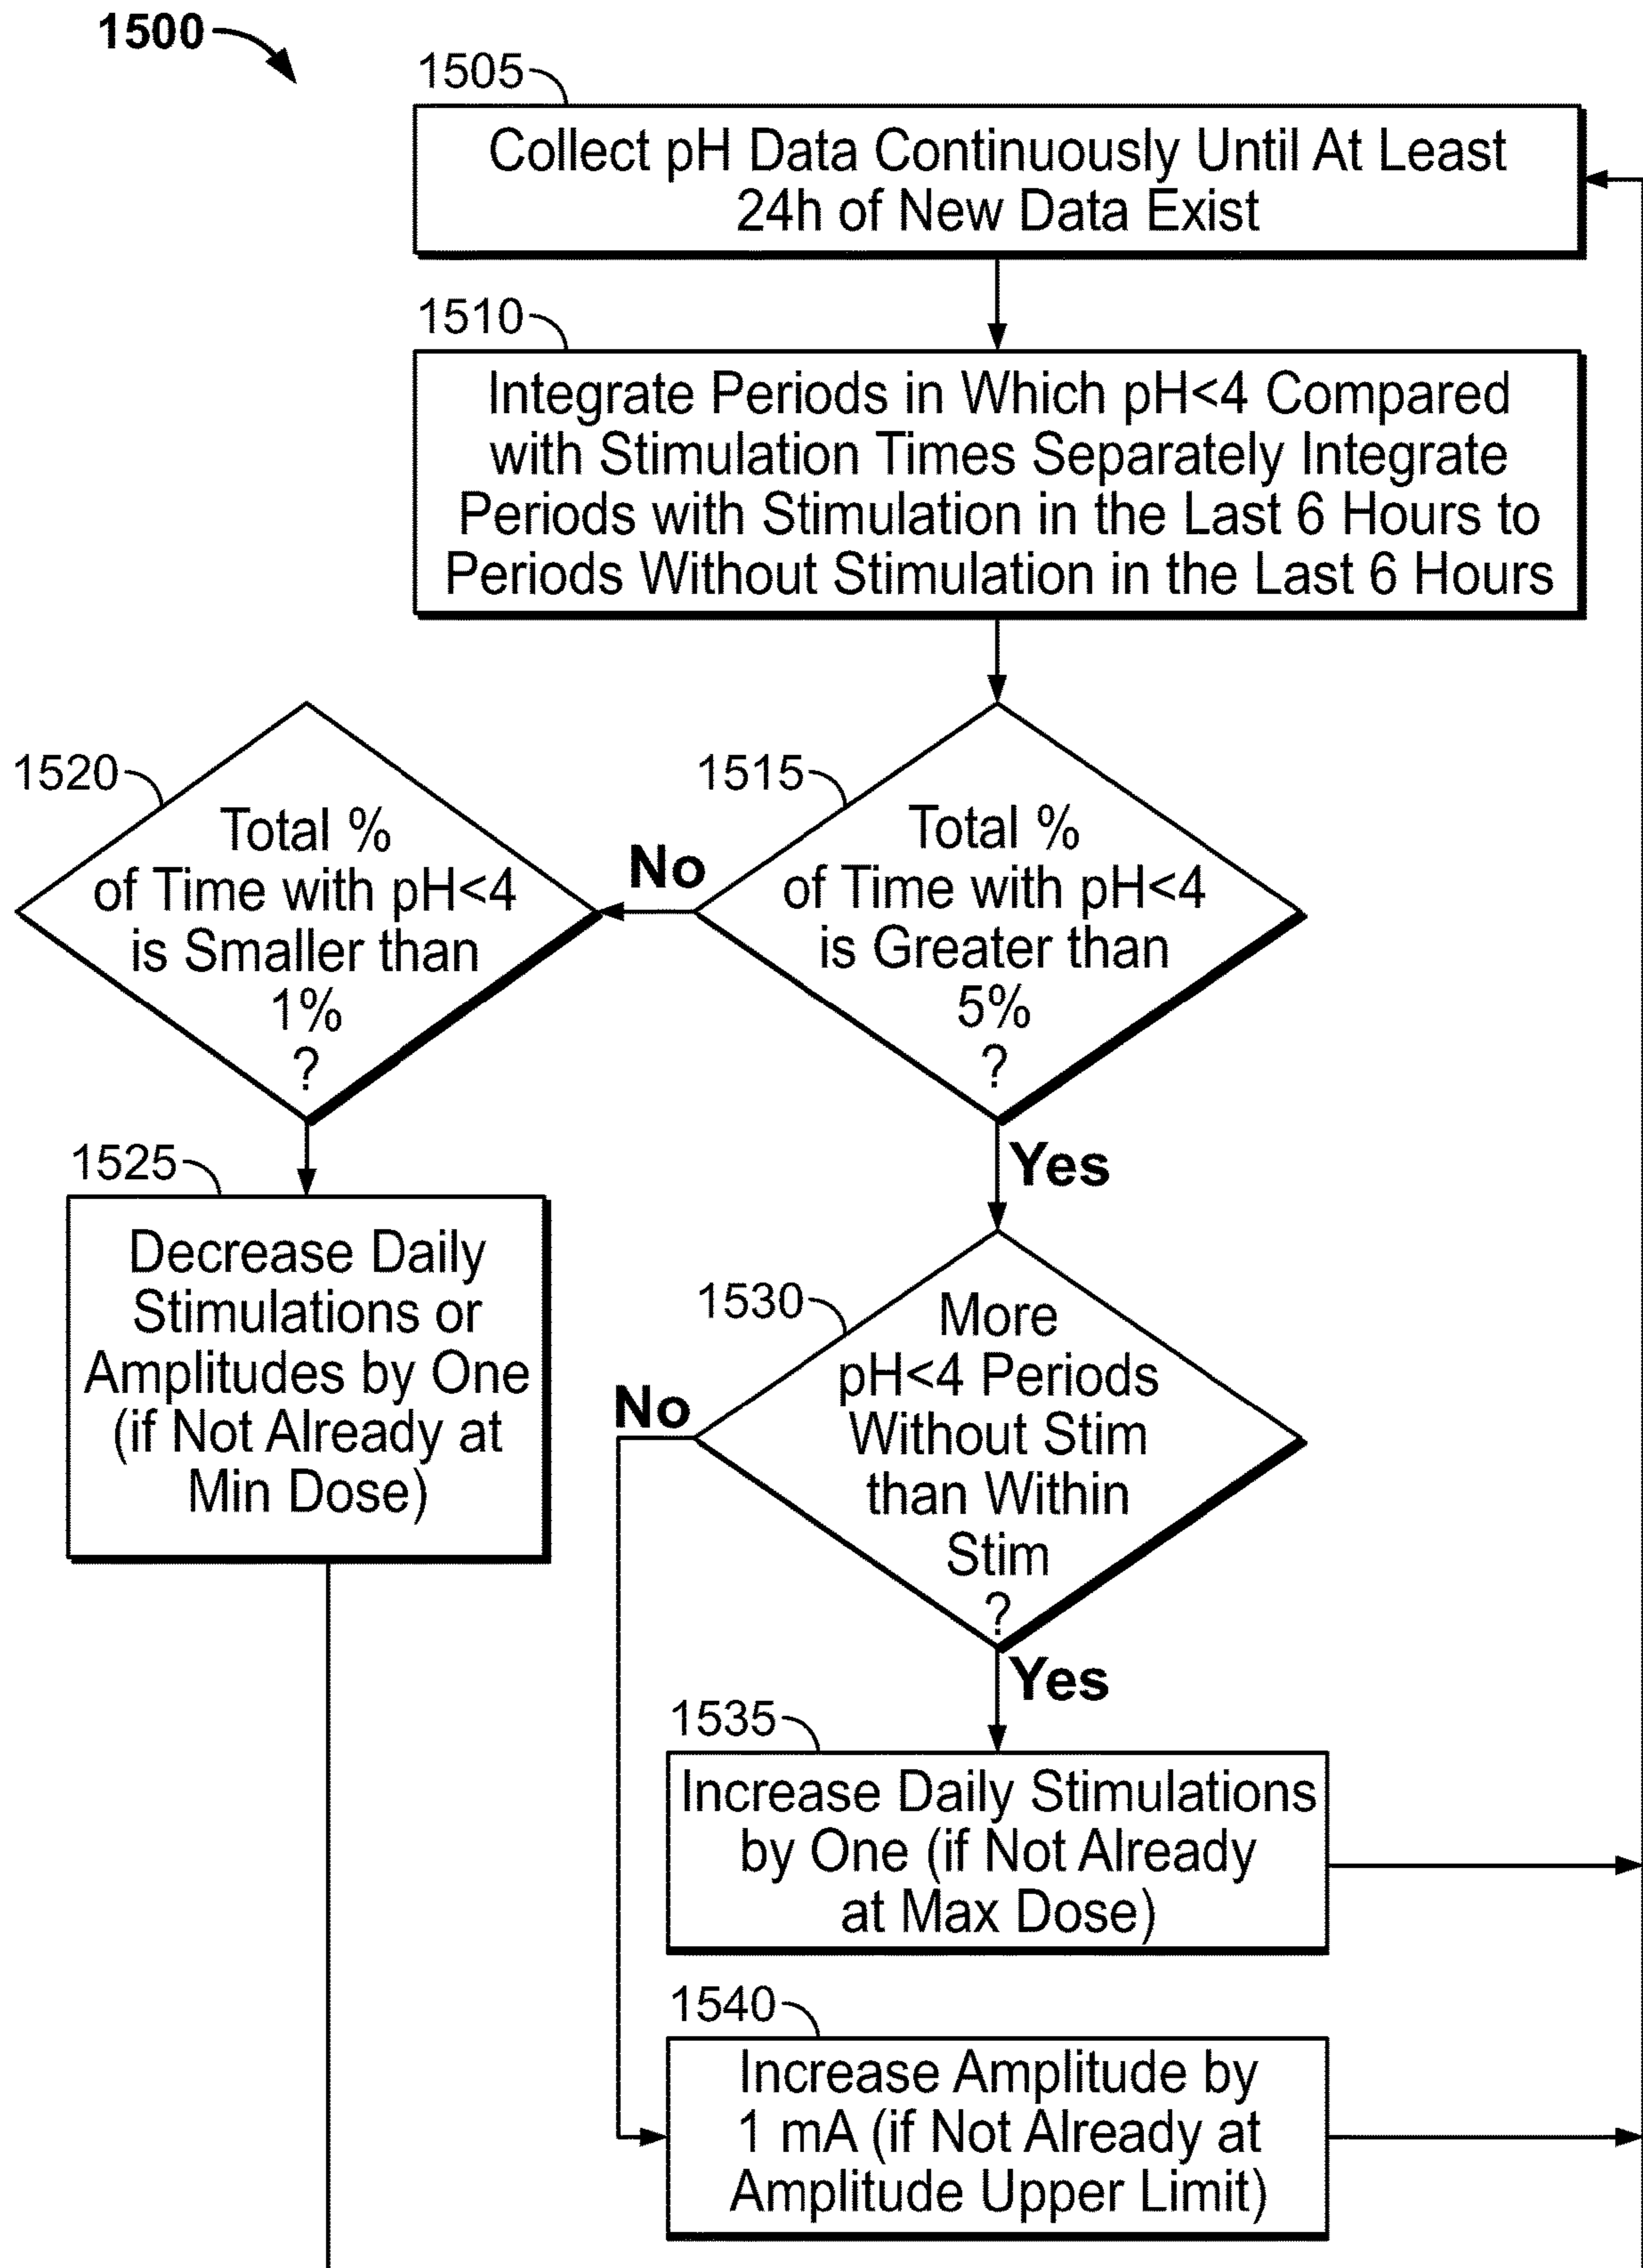 1500
1505
Collect pH Data Continuously Until At Least
24h of New Data Exist
1510
Integrate Periods in Which pH<4 Compared
with Stimulation Times Separately Integrate
Periods with Stimulation in the Last 6 Hours to
Periods Without Stimulation in the Last 6 Hours
1520
Total %
of Time with pH<4
is Smaller than
1%
?
No
1515
Total %
of Time with pH<4
is Greater than
5%
?
Yes
1525
Decrease Daily
Stimulations or
Amplitudes by One
(if Not Already at
Min Dose)
1530
More
pH<4 Periods
Without Stim
than Within
Stim
?
No
Yes
1535
Increase Daily Stimulations
by One (if Not Already
at Max Dose)
1540
Increase Amplitude by
1 mA (if Not Already at
Amplitude Upper Limit)